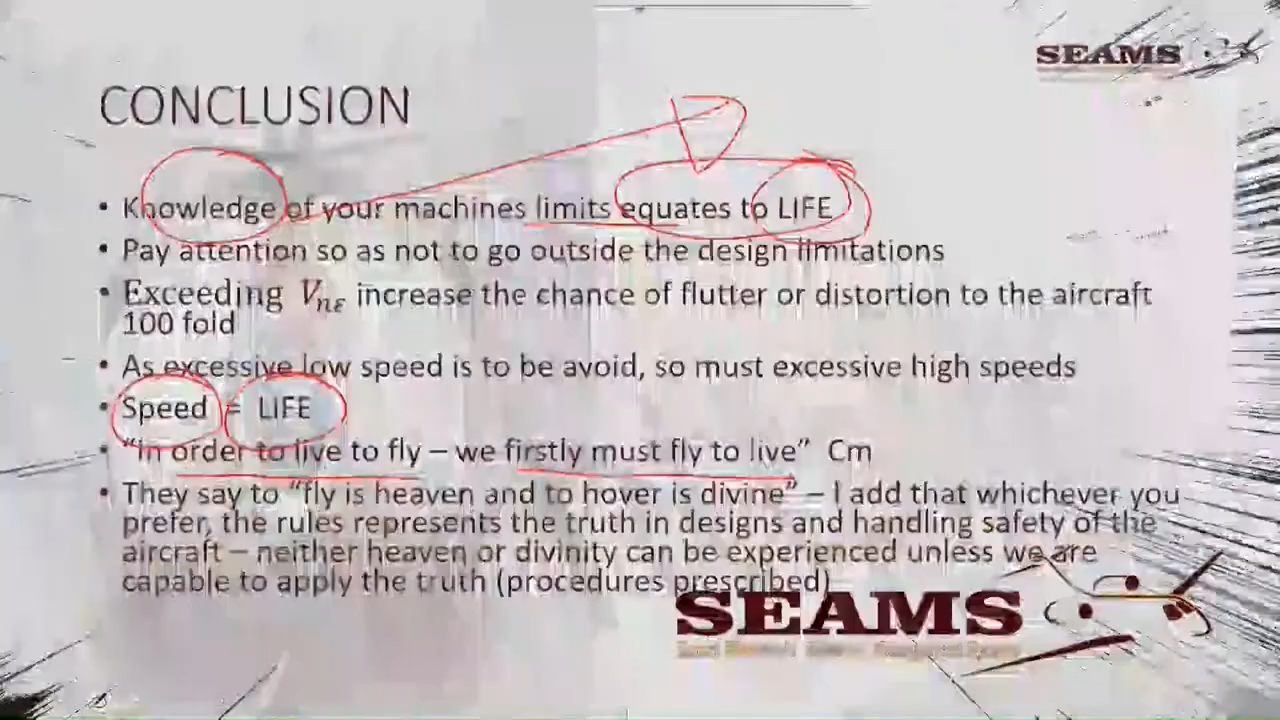 SEAMS
CONCLUSION
• Knowledge of your machines limits equates to LIFE
• Pay attention so as not to go outside the design limitations
• Exceeding Vne increase the chance of flutter or distortion to the aircraft
100 fold
• As excessive low speed is to be avoid, so must excessive high speeds
• Speed = LIFE
• “in order to live to fly – we firstly must fly to live” Cm
• They say to “fly is heaven and to hover is divine” – I add that whichever you
prefer, the rules represents the truth in designs and handling safety of the
aircraft – neither heaven or divinity can be experienced unless we are
capable to apply the truth (procedures prescribed)
SEAMS